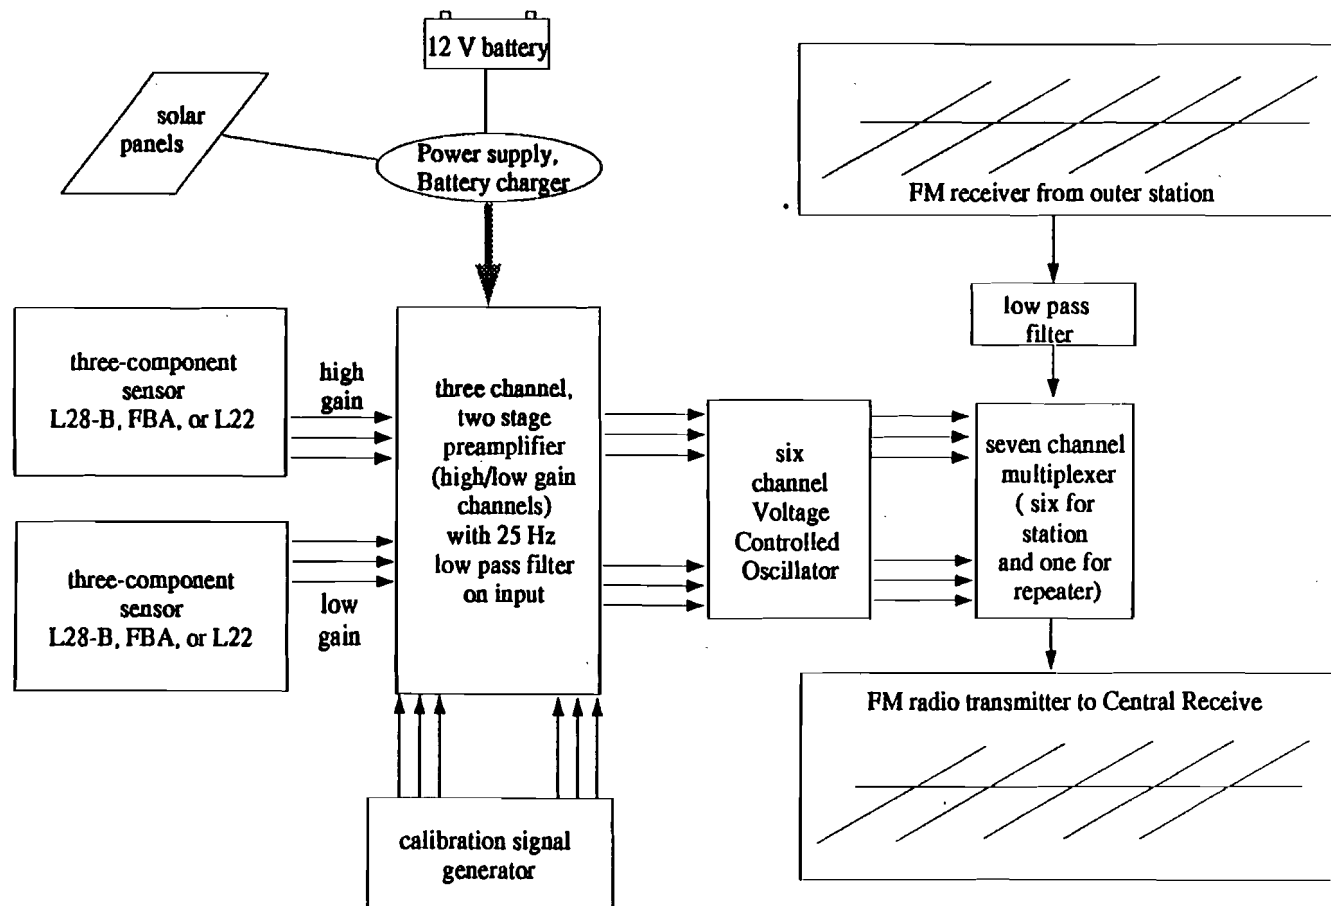 12 V battery
solar
panels
Power supply,
Battery charger
FM receiver from outer station
low pass
filter
three-component
sensor
L28-B, FBA, or L22
high
gain
three channel,
two stage
preamplifier
(high/low gain
channels)
with 25 Hz
low pass filter
on input
six
channel
Voltage
Controlled
Oscillator
seven channel
multiplexer
( six for
station
and one for
repeater)
three-component
sensor
L28-B, FBA, or L22
low
gain
FM radio transmitter to Central Receive
calibration signal
generator